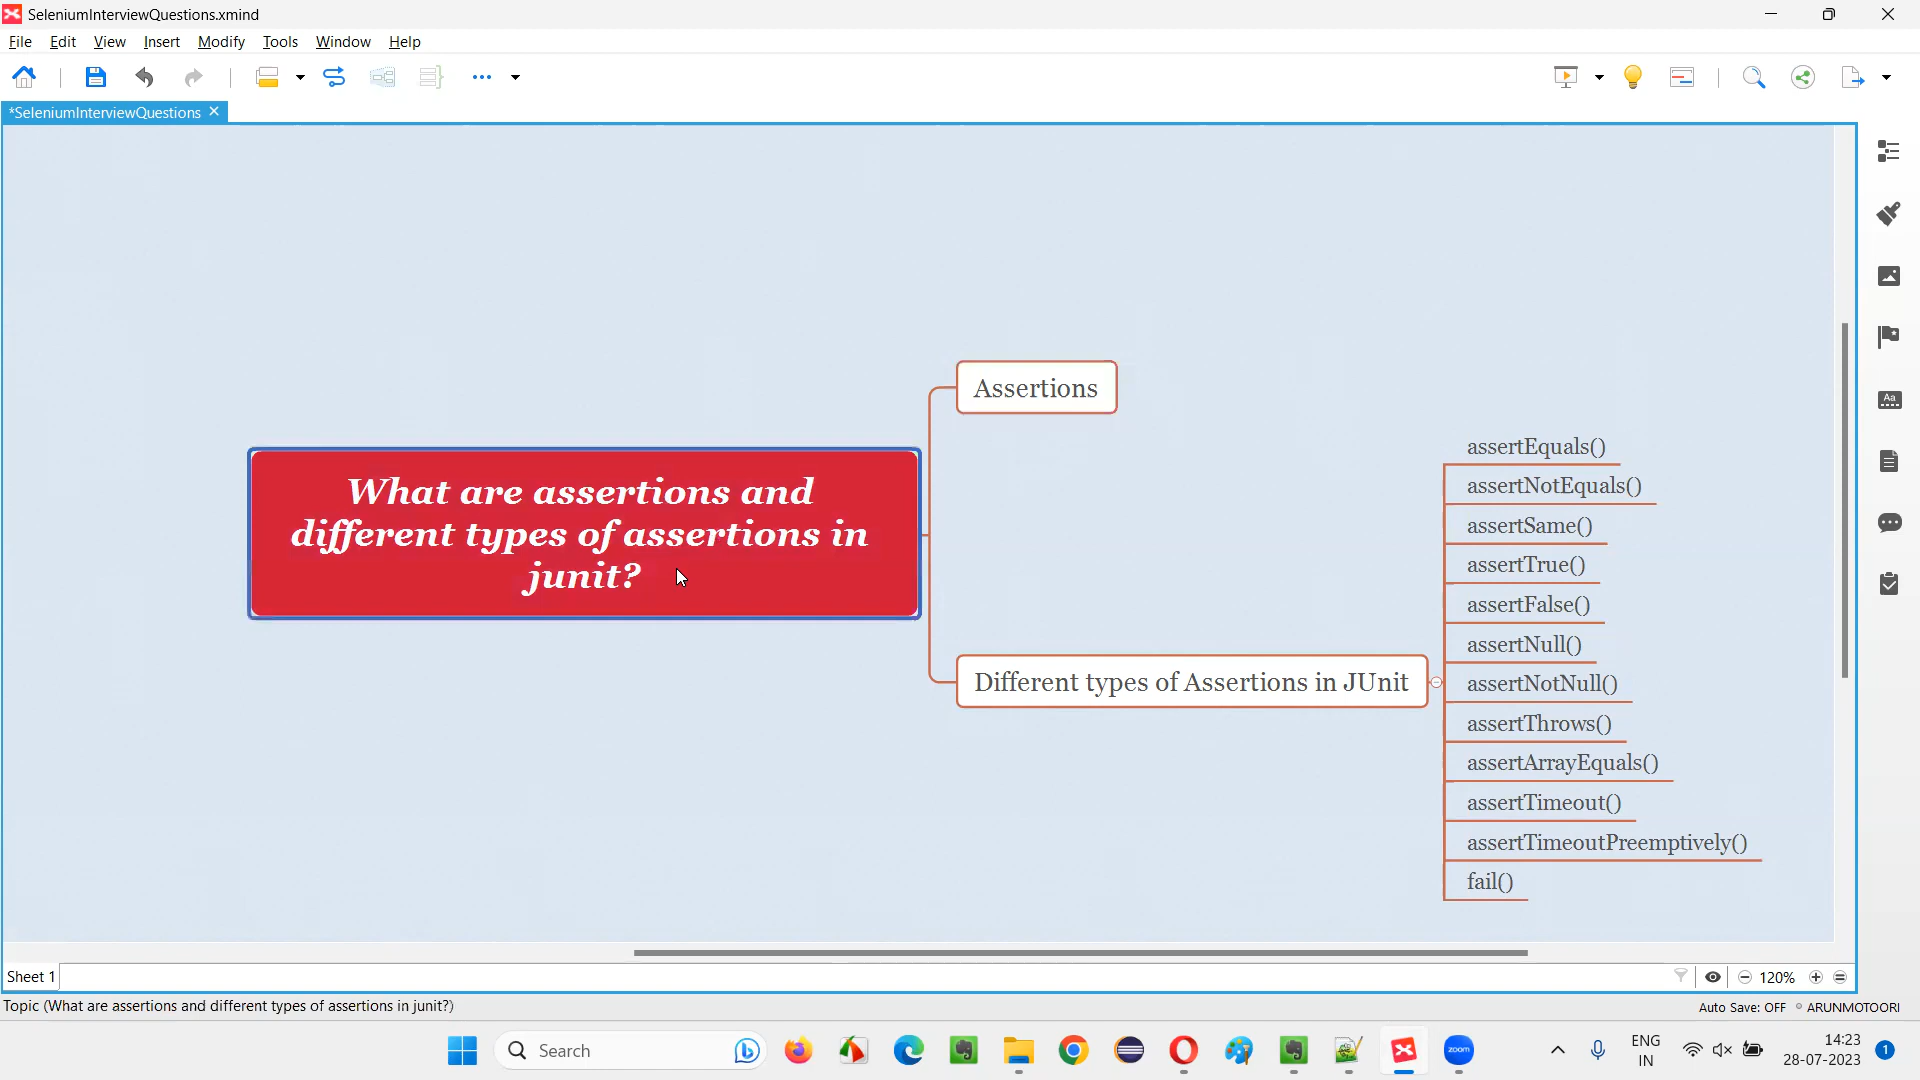 SeleniumInterviewQuestions.xmind
File Edit View Insert Modify Tools Window Help
*SeleniumInterviewQuestions
Assertions
What are assertions and
different types of assertions in
junit?
Different types of Assertions in JUnit
assertEquals()
assertNotEquals()
assertSame()
assertTrue()
assertFalse()
assertNull()
assertNotNull()
assertThrows()
assertArrayEquals()
assertTimeout()
assertTimeoutPreemptively()
fail()
Aa
Sheet 1
120%
Topic (What are assertions and different types of assertions in junit?)
Auto Save: OFF
ARUNMOTOORI
Search
zoom
ENG
IN
14:23
28-07-2023
1